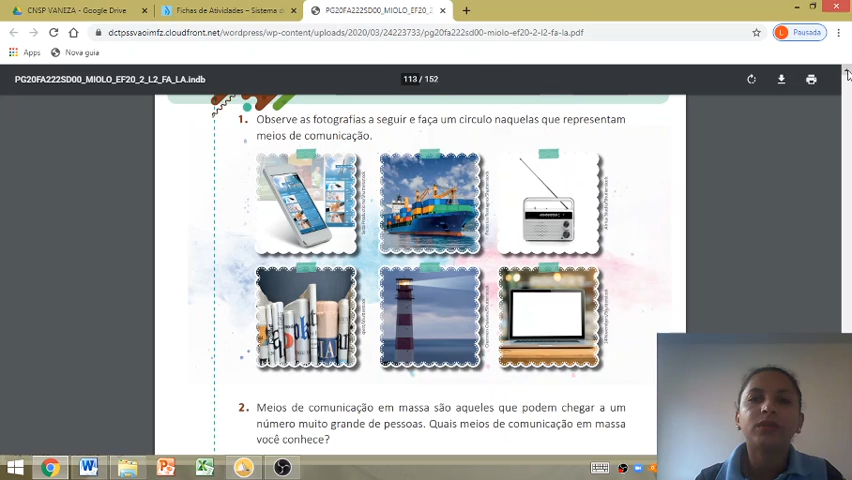 CNSP VANEZA - Google Drive
Fichas de Atividades – Sistema d
PG20FA222SD00_MIOLO_EF20_2_
dctpssvaoimfz.cloudfront.net/wordpress/wp-content/uploads/2020/03/24223733/pg20fa222sd00-miolo-ef20-2-l2-fa-la.pdf
L
Pausada
Apps
Nova guia
PG20FA222SD00_MIOLO_EF20_2_L2_FA_LA.indb
113 / 152
1. Observe as fotografias a seguir e faça um círculo naquelas que representam
meios de comunicação.
2. Meios de comunicação em massa são aqueles que podem chegar a um
número muito grande de pessoas. Quais meios de comunicação em massa
você conhece?